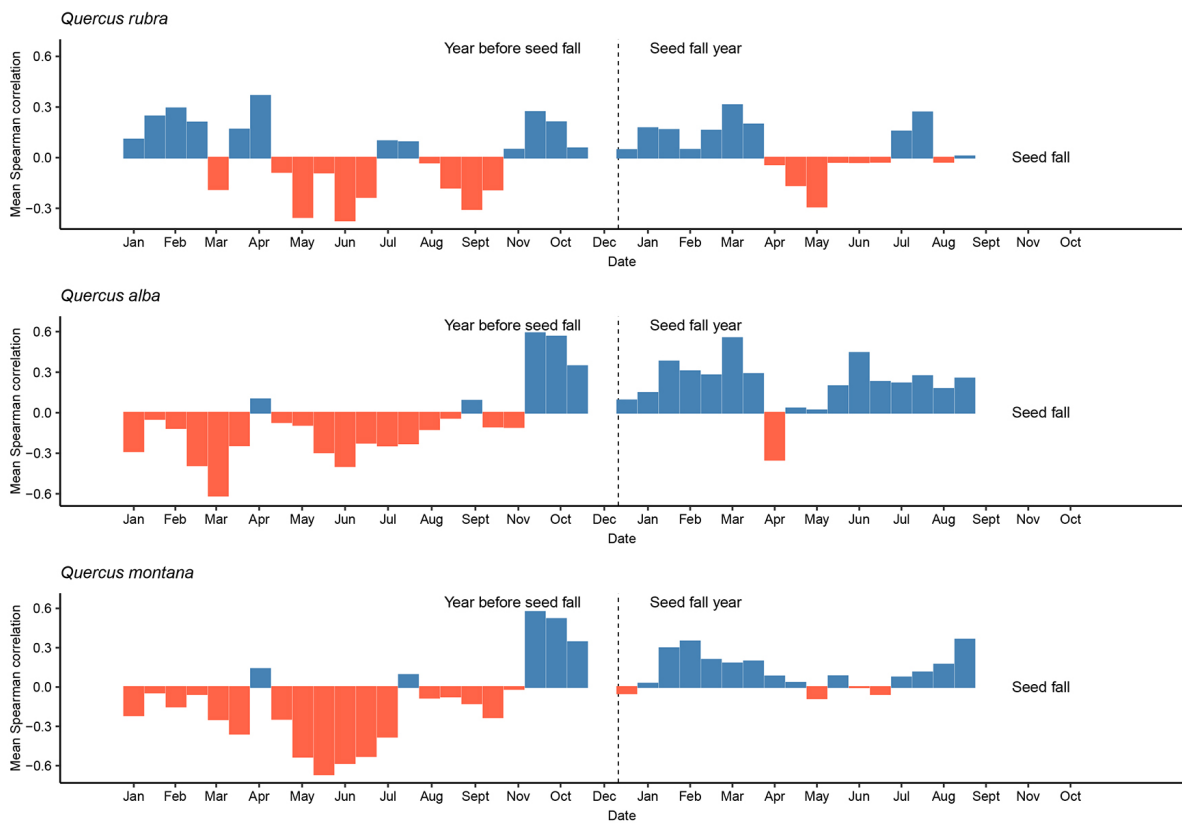 Quercus rubra
Year before seed fall
Seed fall year
Mean Spearman correlation
0.6
0.3
0.0
−0.3
Seed fall
Jan Feb Mar Apr May Jun Jul Aug Sept Nov Oct Dec Jan Feb Mar Apr May Jun Jul Aug Sept Nov Oct
Date
Quercus alba
Year before seed fall
Seed fall year
Mean Spearman correlation
0.6
0.3
0.0
−0.3
−0.6
Seed fall
Jan Feb Mar Apr May Jun Jul Aug Sept Nov Oct Dec Jan Feb Mar Apr May Jun Jul Aug Sept Nov Oct
Date
Quercus montana
Year before seed fall
Seed fall year
Mean Spearman correlation
0.6
0.3
0.0
−0.3
−0.6
Seed fall
Jan Feb Mar Apr May Jun Jul Aug Sept Nov Oct Dec Jan Feb Mar Apr May Jun Jul Aug Sept Nov Oct
Date